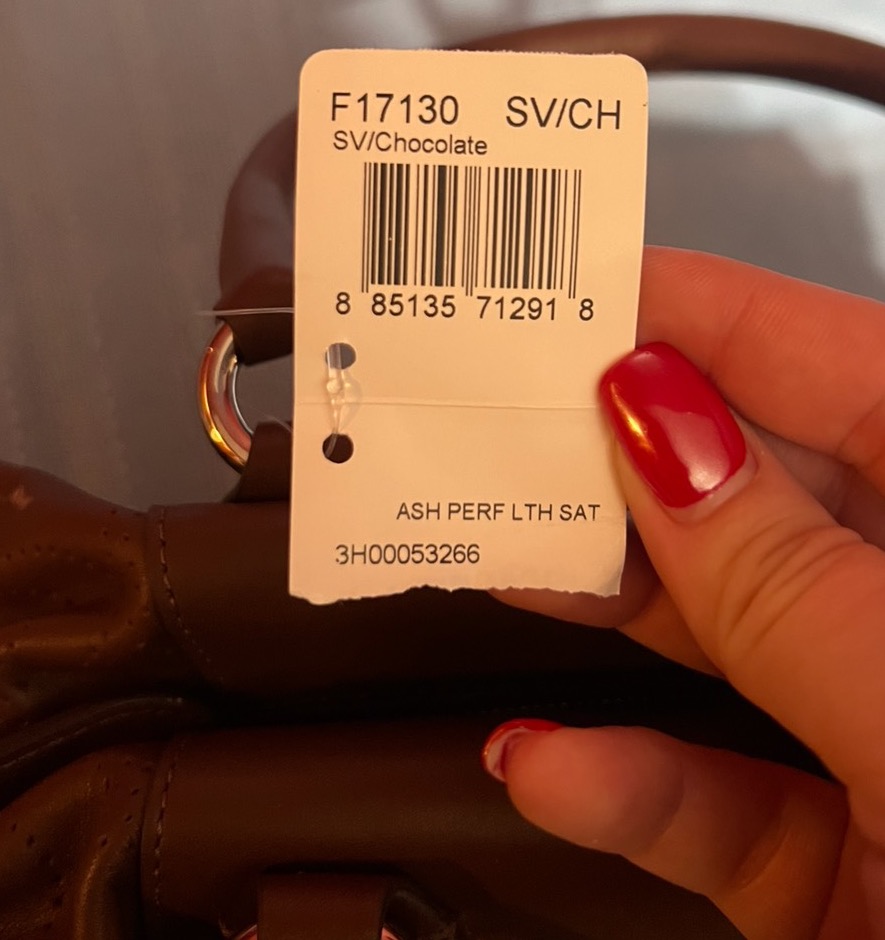 F17130 SV/CH
SV/Chocolate
8 85135 71291 8
ASH PERF LTH SAT
3H00053266